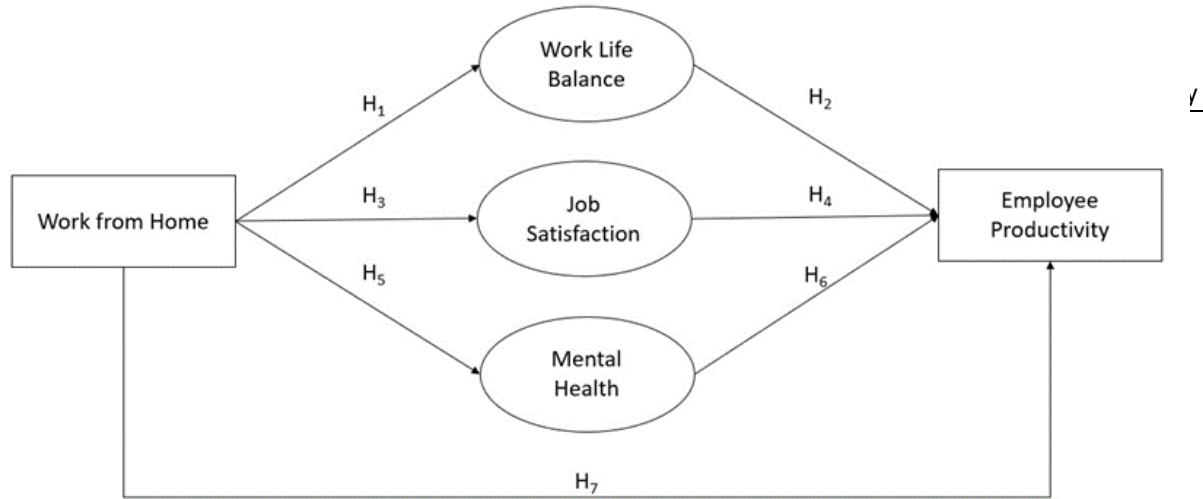 Work Life
Balance
H₁
H₂
y
Work from Home
H₃
Job
Satisfaction
H₄
Employee
Productivity
H₅
H₆
Mental
Health
H₇